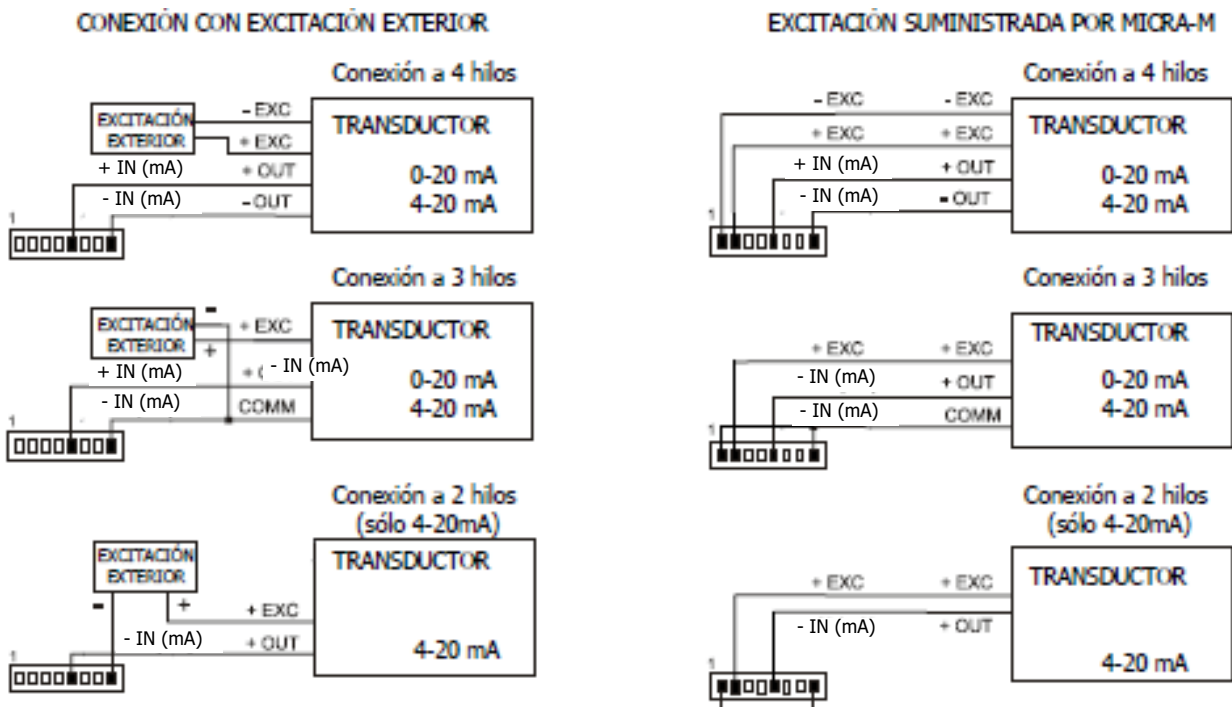 CONEXIÓN CON EXCITACIÓN EXTERIOR
Conexión a 4 hilos
EXCITACIÓN
EXTERIOR
- EXC
+ EXC
+ IN (mA)
+ OUT
- IN (mA)
- OUT
TRANSDUCTOR
0-20 mA
4-20 mA
1
Conexión a 3 hilos
EXCITACIÓN
EXTERIOR
-
+
+ EXC
+ IN (mA)
+
- IN (mA)
- IN (mA)
COMM
TRANSDUCTOR
0-20 mA
4-20 mA
1
Conexión a 2 hilos
(sólo 4-20mA)
EXCITACIÓN
EXTERIOR
-
+
+ EXC
- IN (mA)
+ OUT
TRANSDUCTOR
4-20 mA
1
EXCITACIÓN SUMINISTRADA POR MICRA-M
Conexión a 4 hilos
- EXC
- EXC
+ EXC
+ EXC
+ IN (mA)
+ OUT
- IN (mA)
- OUT
TRANSDUCTOR
0-20 mA
4-20 mA
1
Conexión a 3 hilos
+ EXC
+ EXC
- IN (mA)
+ OUT
- IN (mA)
COMM
TRANSDUCTOR
0-20 mA
4-20 mA
1
Conexión a 2 hilos
(sólo 4-20mA)
+ EXC
+ EXC
- IN (mA)
+ OUT
TRANSDUCTOR
4-20 mA
1